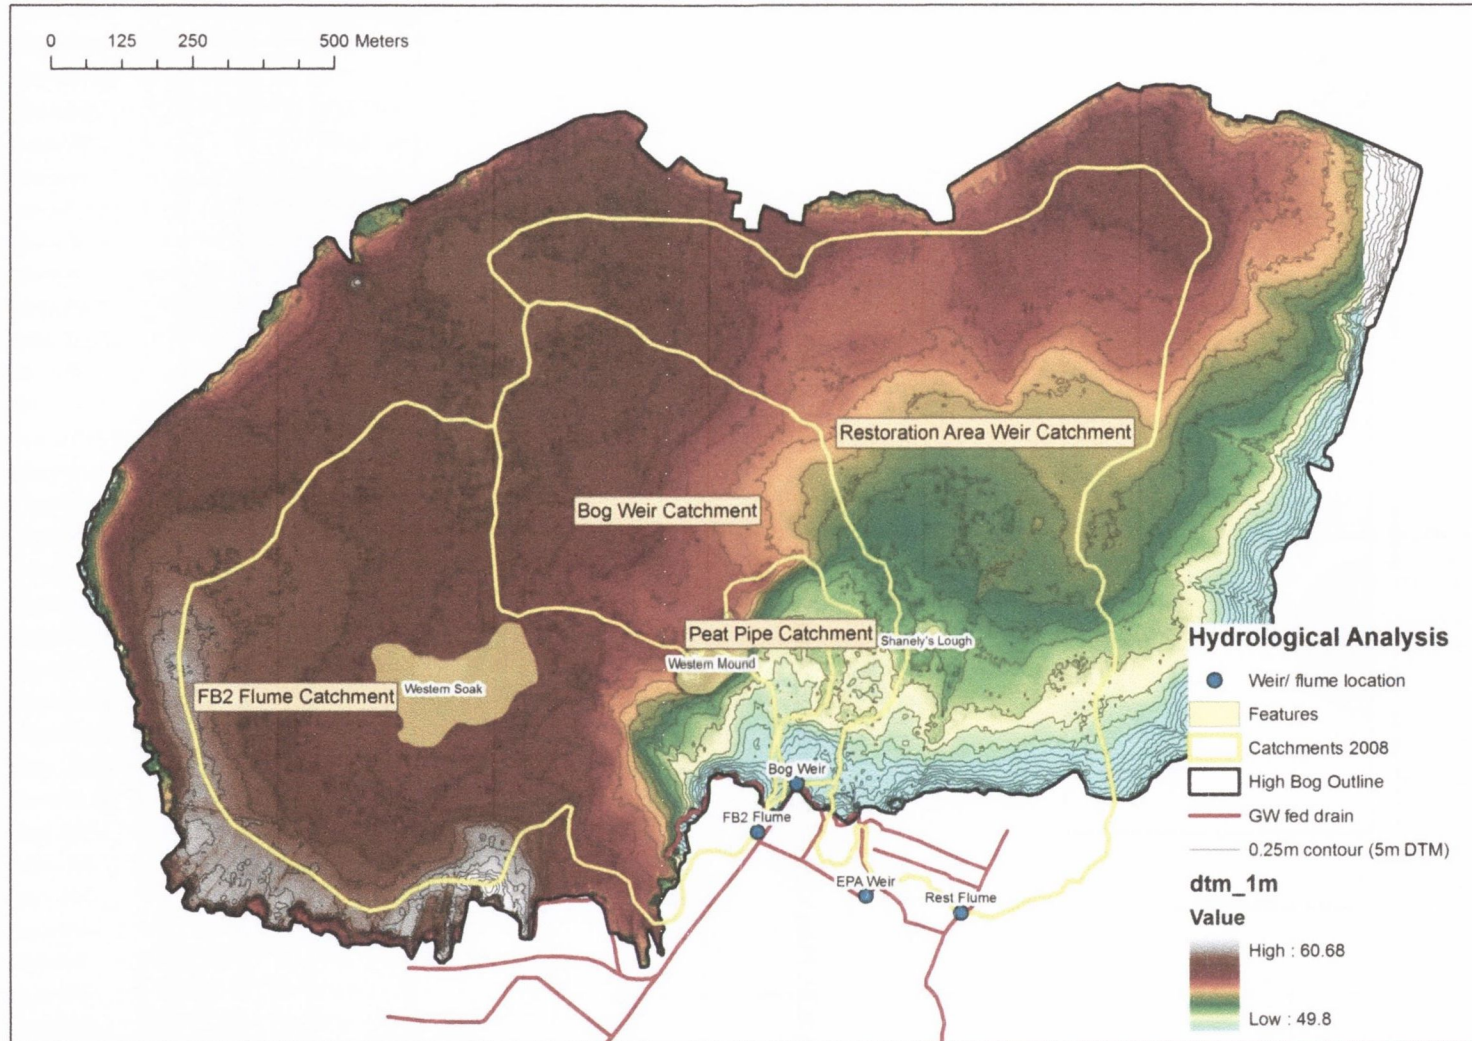 0 125 250 500 Meters
Restoration Area Weir Catchment
Bog Weir Catchment
Peat Pipe Catchment
Shanely's Lough
Western Mound
FB2 Flume Catchment
Western Soak
Bog Weir
FB2 Flume
EPA Weir
Rest Flume
Hydrological Analysis
Weir/ flume location
Features
Catchments 2008
High Bog Outline
GW fed drain
0.25m contour (5m DTM)
dtm_1m
Value
High : 60.68
Low : 49.8